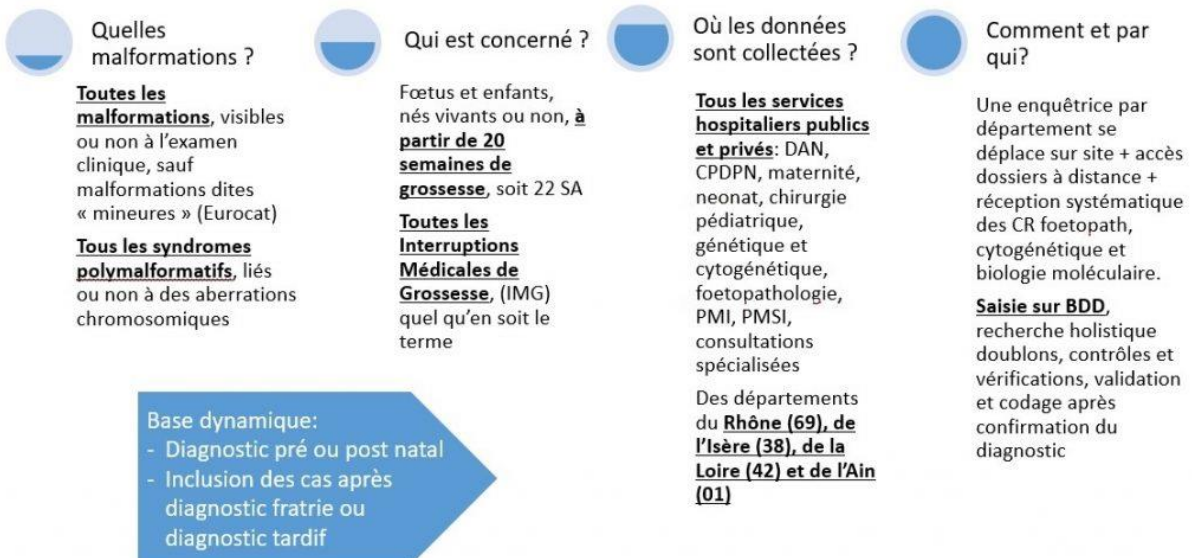 Quelles
malformations ?
Toutes les
malformations, visibles
ou non à l'examen
clinique, sauf
malformations dites
« mineures » (Eurocat)
Tous les syndromes
polymalformatifs, liés
ou non à des aberrations
chromosomiques
Qui est concerné ?
Fœtus et enfants,
nés vivants ou non, à
partir de 20
semaines de
grossesse, soit 22 SA
Toutes les
Interruptions
Médicales de
Grossesse, (IMG)
quel qu'en soit le
terme
Où les données
sont collectées ?
Tous les services
hospitaliers publics
et privés: DAN,
CPDPN, maternité,
neonat, chirurgie
pédiatrique,
génétique et
cytogénétique,
foetopathologie,
PMI, PMSI,
consultations
spécialisées
Des départements
du Rhône (69), de
l'Isère (38), de la
Loire (42) et de l'Ain
(01)
Comment et par
qui?
Une enquêtrice par
département se
déplace sur site + accès
dossiers à distance +
réception systématique
des CR foetopath,
cytogénétique et
biologie moléculaire.
Saisie sur BDD,
recherche holistique
doublons, contrôles et
vérifications, validation
et codage après
confirmation du
diagnostic
Base dynamique:
- Diagnostic pré ou post natal
- Inclusion des cas après
diagnostic fratrie ou
diagnostic tardif